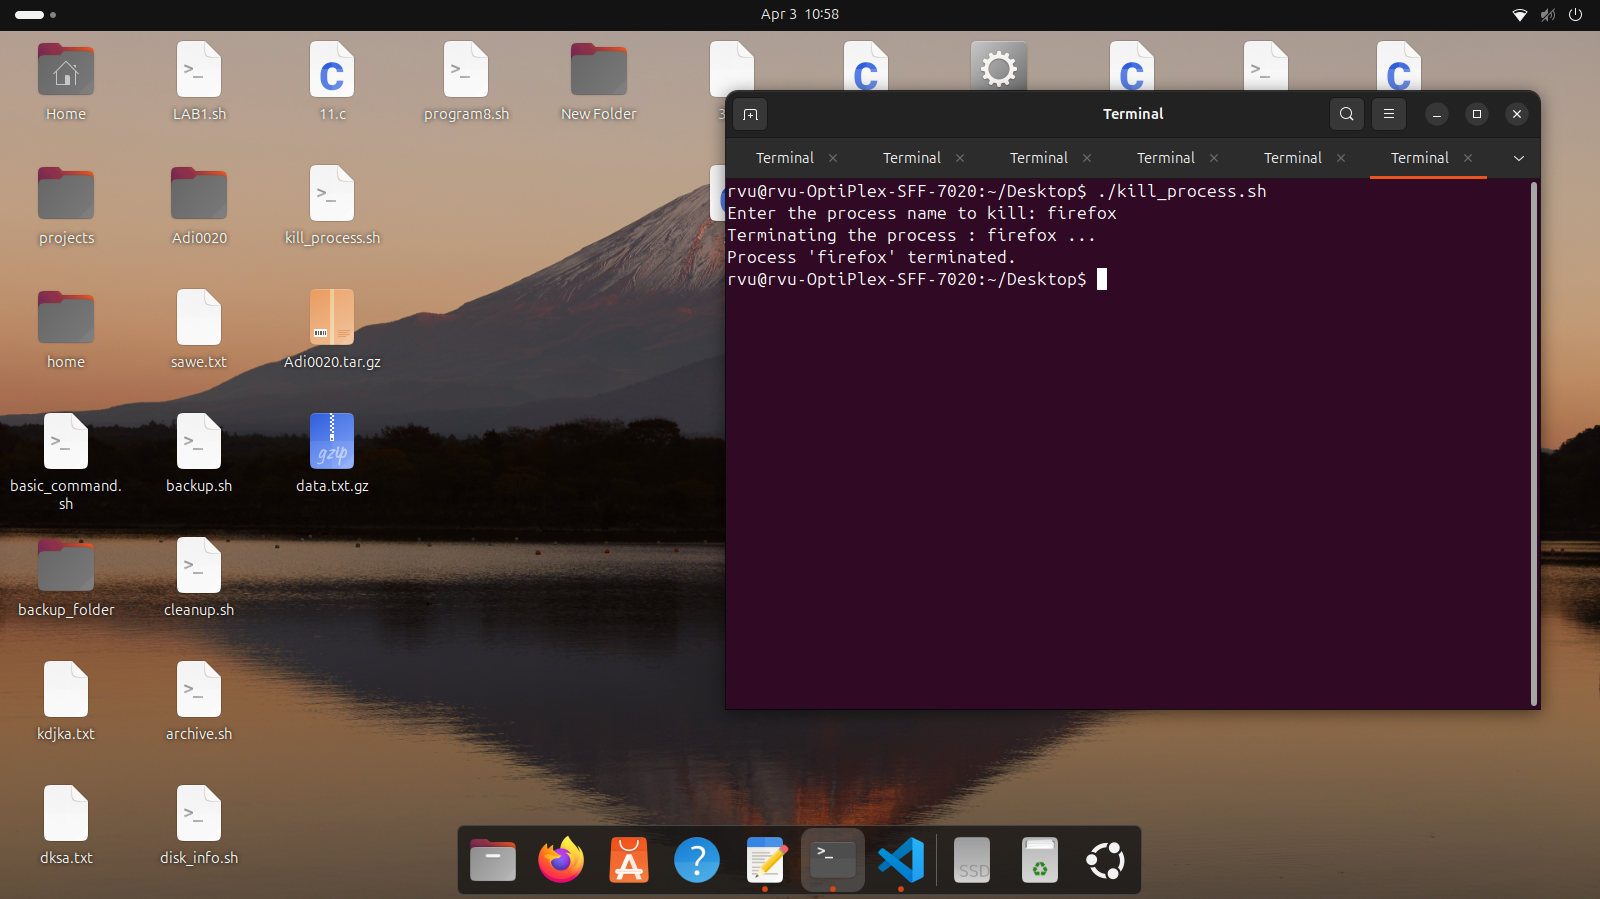 Apr 3 10:58
Home
LAB1.sh
11.c
program8.sh
New Folder
3
projects
Adi0020
kill_process.sh
home
sawe.txt
Adi0020.tar.gz
basic_command.
sh
backup.sh
gzip
data.txt.gz
backup_folder
cleanup.sh
kdjka.txt
archive.sh
dksa.txt
disk_info.sh
Terminal
Terminal
Terminal
Terminal
Terminal
Terminal
Terminal
rvu@rvu-OptiPlex-SFF-7020:~/Desktop$ ./kill_process.sh
Enter the process name to kill: firefox
Terminating the process : firefox ...
Process 'firefox' terminated.
rvu@rvu-OptiPlex-SFF-7020:~/Desktop$
SSD